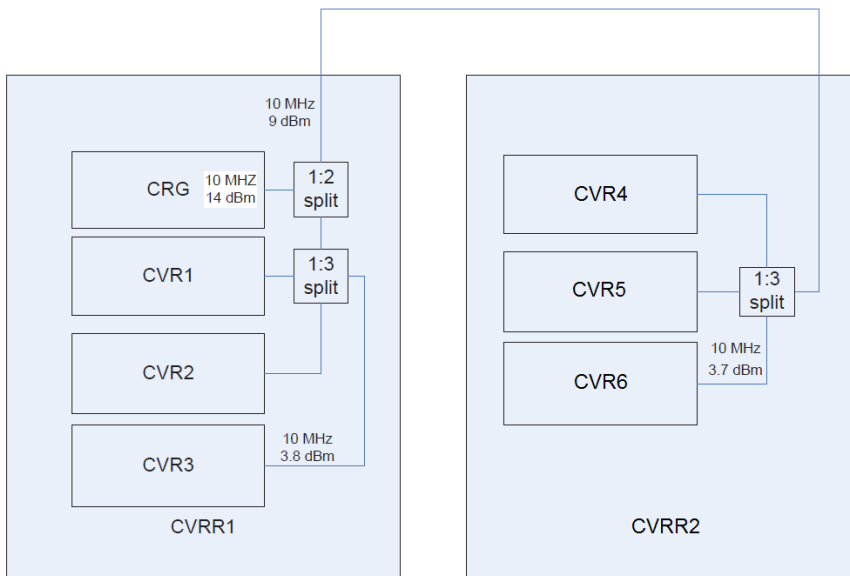 10 MHz
9 dBm
CRG
10 MHZ
14 dBm
1:2
split
CVR1
1:3
split
CVR2
CVR3
10 MHz
3.8 dBm
CVRR1
CVR4
CVR5
1:3
split
10 MHz
3.7 dBm
CVR6
CVRR2